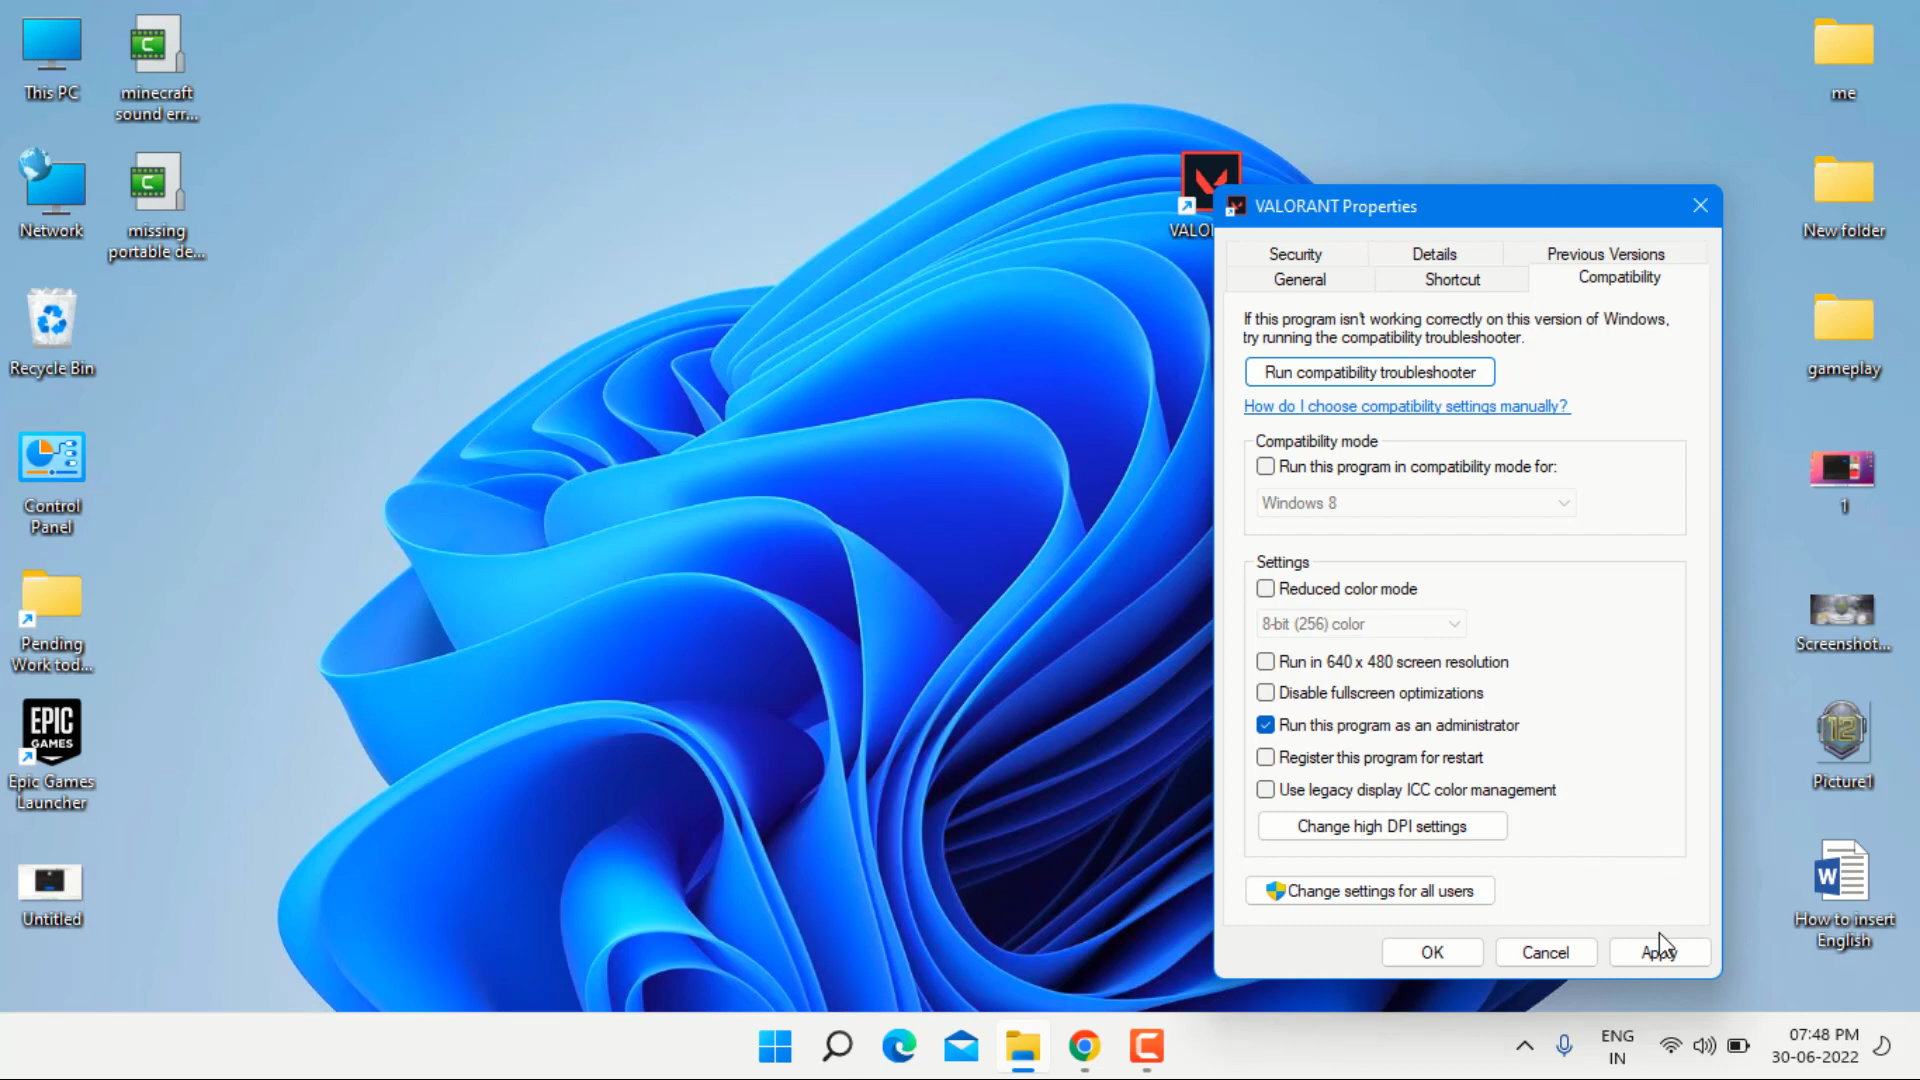 This PC
minecraft
sound err...
Network
missing
portable de...
Recycle Bin
Control
Panel
Pending
Work tod...
EPIC
GAMES
Epic Games
Launcher
Untitled
VALO
VALORANT Properties
Security
Details
Previous Versions
General
Shortcut
Compatibility
If this program isn't working correctly on this version of Windows,
try running the compatibility troubleshooter.
Run compatibility troubleshooter
How do I choose compatibility settings manually?
Compatibility mode
Run this program in compatibility mode for:
Windows 8
Settings
Reduced color mode
8-bit (256) color
Run in 640 x 480 screen resolution
Disable fullscreen optimizations
Run this program as an administrator
Register this program for restart
Use legacy display ICC color management
Change high DPI settings
Change settings for all users
OK
Cancel
Apply
me
New folder
gameplay
1
Screenshot...
12
Picture1
W
How to insert
English
ENG
IN
07:48 PM
30-06-2022